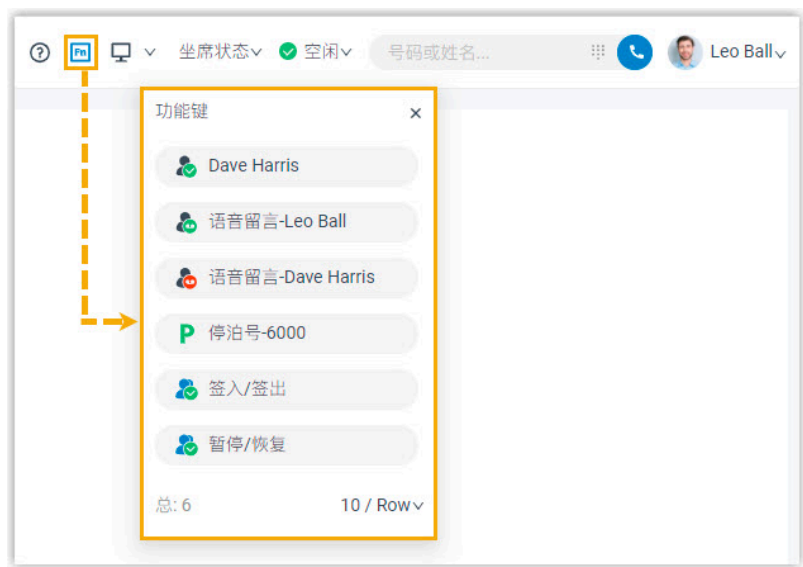 Fn 坐席状态 空闲 号码或姓名... Leo Ball
功能键
Dave Harris
语音留言-Leo Ball
语音留言-Dave Harris
P 停泊号-6000
签入/签出
暂停/恢复
总: 6 10 / Row